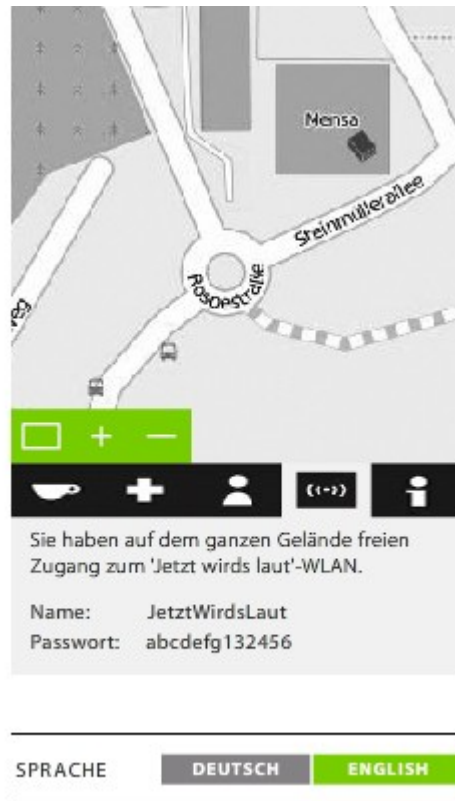 Mensa
Steinmüllerallee
weg
Sie haben auf dem ganzen Gelände freien
Zugang zum 'Jetzt wirds laut'-WLAN.
Name: JetztWirdsLaut
Passwort: abcdefg132456
SPRACHE DEUTSCH ENGLISH